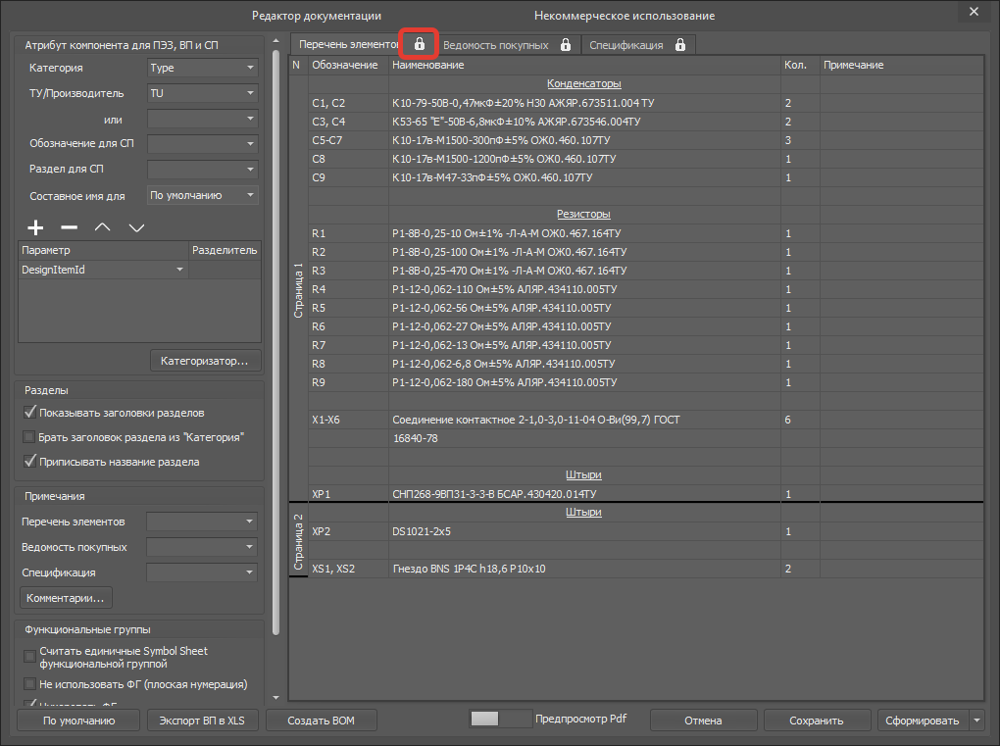 Редактор документации
Некоммерческое использование
Атрибут компонента для ПЭЗ, ВП и СП
Категория Type
ТУ/Производитель TU
или
Обозначение для СП
Раздел для СП
Составное имя для По умолчанию
Параметр Разделитель
DesignItemId
Категоризатор...
Разделы
Показывать заголовки разделов
Брать заголовок раздела из "Категория"
Приписывать название раздела
Примечания
Перечень элементов
Ведомость покупных
Спецификация
Комментарии...
Функциональные группы
Считать единичные Symbol Sheet
функциональной группой
Не использовать ФГ (плоская нумерация)
Перечень элементов Ведомость покупных Спецификация
N Обозначение Наименование Кол. Примечание
Страница 1
Конденсаторы
C1, C2 К10-79-50В-0,47мкФ±20% Н30 АЖЯР.673511.004 ТУ 2
C3, C4 К53-65 "Е"-50В-6,8мкФ±10% АЖЯР.673546.004ТУ 2
C5-C7 К10-17в-М1500-300пФ±5% ОЖ0.460.107ТУ 3
C8 К10-17в-М1500-1200пФ±5% ОЖ0.460.107ТУ 1
C9 К10-17в-М47-33пФ±5% ОЖ0.460.107ТУ 1
Резисторы
R1 Р1-8В-0,25-10 Ом±1% -Л-А-М ОЖ0.467.164ТУ 1
R2 Р1-8В-0,25-100 Ом±1% -Л-А-М ОЖ0.467.164ТУ 1
R3 Р1-8В-0,25-470 Ом±1% -Л-А-М ОЖ0.467.164ТУ 1
R4 Р1-12-0,062-110 Ом±5% АЛЯР.434110.005ТУ 1
R5 Р1-12-0,062-56 Ом±5% АЛЯР.434110.005ТУ 1
R6 Р1-12-0,062-27 Ом±5% АЛЯР.434110.005ТУ 1
R7 Р1-12-0,062-13 Ом±5% АЛЯР.434110.005ТУ 1
R8 Р1-12-0,062-6,8 Ом±5% АЛЯР.434110.005ТУ 1
R9 Р1-12-0,062-180 Ом±5% АЛЯР.434110.005ТУ 1
X1-X6 Соединение контактное 2-1,0-3,0-11-04 О-Ви(99,7) ГОСТ 6
16840-78
Штыри
XP1 СНП268-9ВП31-3-3-В БСАР.430420.014ТУ 1
Страница 2
Штыри
XP2 DS1021-2x5 1
XS1, XS2 Гнездо BNS 1P4C h18,6 P10x10 2
По умолчанию Экспорт ВП в XLS Создать BOM Предпросмотр Pdf Отмена Сохранить Сформировать